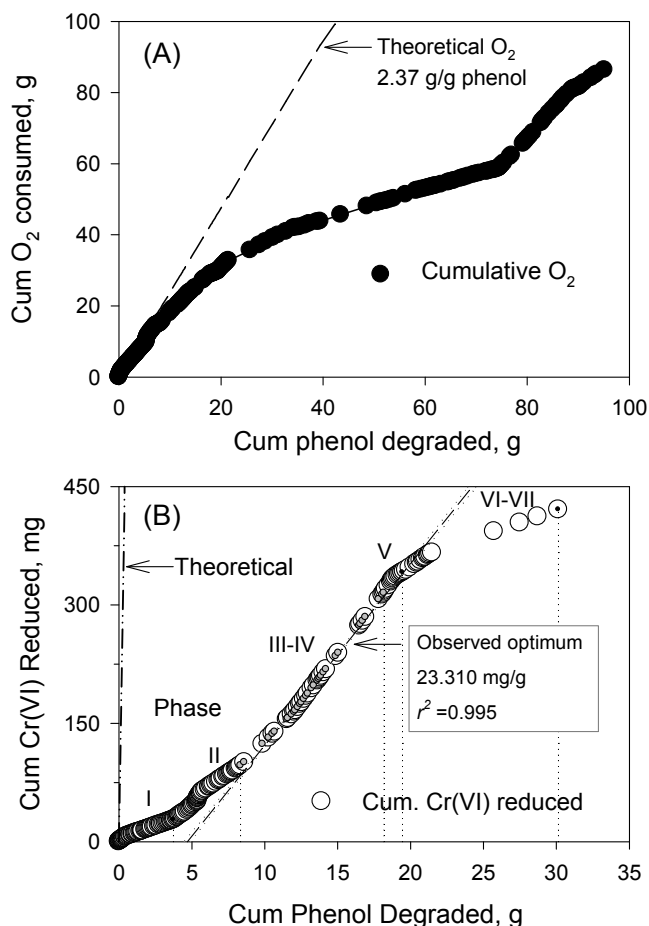 (A)
Theoretical O₂
2.37 g/g phenol
Cumulative O₂
Cum O₂ consumed, g
100
80
60
40
20
0
0 20 40 60 80 100
Cum phenol degraded, g
(B)
VI-VII
V
Theoretical
III-IV
Observed optimum
23.310 mg/g
r² =0.995
Phase
II
I
Cum. Cr(VI) reduced
Cum Cr(VI) Reduced, mg
450
300
150
0
0 5 10 15 20 25 30 35
Cum Phenol Degraded, g